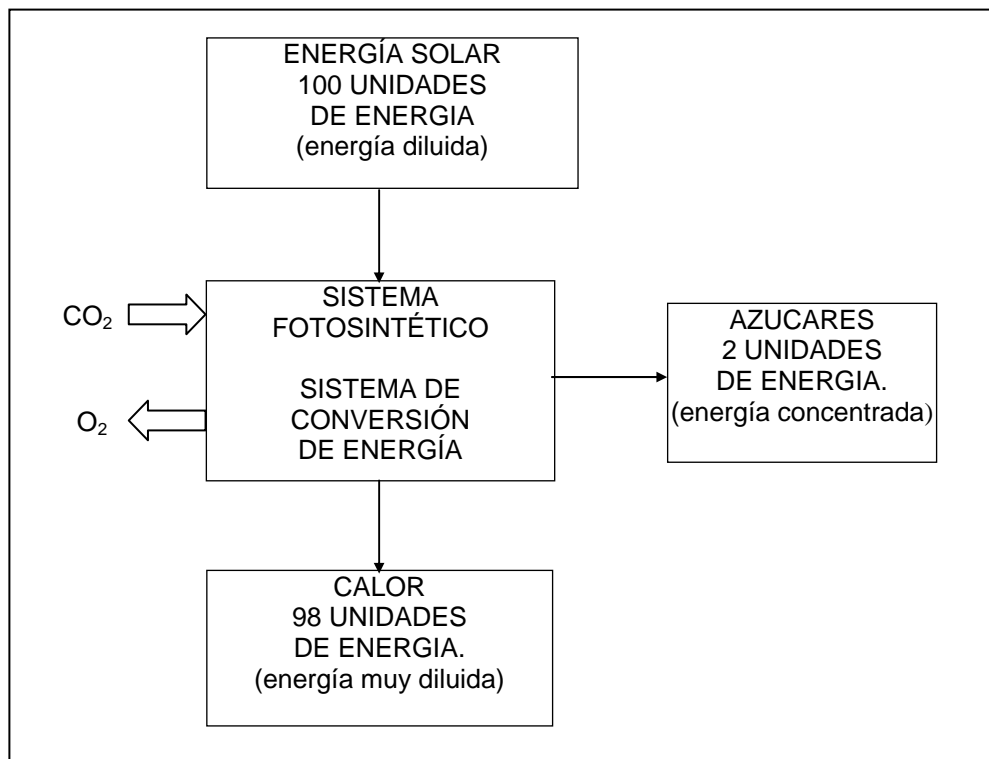 ENERGÍA SOLAR
100 UNIDADES
DE ENERGIA
(energía diluida)
CO₂
O₂
SISTEMA
FOTOSINTÉTICO
SISTEMA DE
CONVERSIÓN
DE ENERGÍA
AZUCARES
2 UNIDADES
DE ENERGIA.
(energía concentrada)
CALOR
98 UNIDADES
DE ENERGIA.
(energía muy diluida)